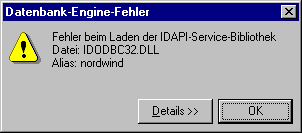 Datenbank-Engine-Fehler
Fehler beim Laden der IDAPI-Service-Bibliothek
Datei: IDODBC32.DLL
Alias: nordwind
Details >>
OK